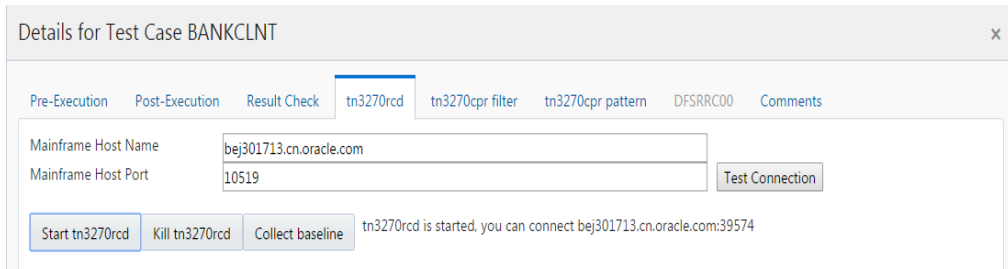 Details for Test Case BANKCLNT x
Pre-Execution Post-Execution Result Check tn3270rcd tn3270cpr filter tn3270cpr pattern DFSRRC00 Comments
Mainframe Host Name bej301713.cn.oracle.com
Mainframe Host Port 10519 Test Connection
Start tn3270rcd Kill tn3270rcd Collect baseline tn3270rcd is started, you can connect bej301713.cn.oracle.com:39574